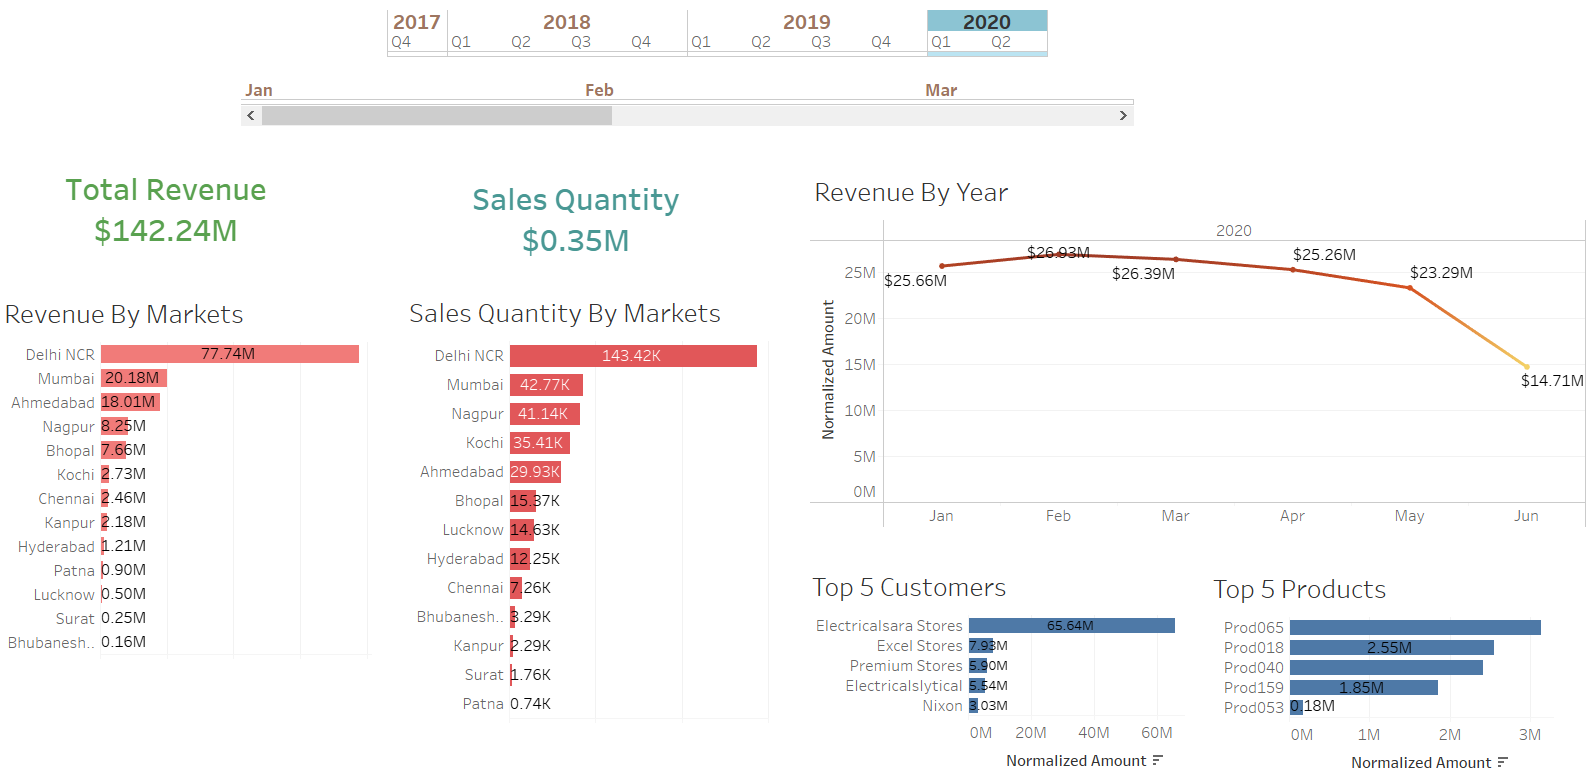 2017 2018 2019 2020
Q4 Q1 Q2 Q3 Q4 Q1 Q2 Q3 Q4 Q1 Q2
Jan Feb Mar
Total Revenue
$142.24M
Sales Quantity
$0.35M
Revenue By Markets
Delhi NCR 77.74M
Mumbai 20.18M
Ahmedabad 18.01M
Nagpur 8.25M
Bhopal 7.66M
Kochi 2.73M
Chennai 2.46M
Kanpur 2.18M
Hyderabad 1.21M
Patna 0.90M
Lucknow 0.50M
Surat 0.25M
Bhubanesh.. 0.16M
Sales Quantity By Markets
Delhi NCR 143.42K
Mumbai 42.77K
Nagpur 41.14K
Kochi 35.41K
Ahmedabad 29.93K
Bhopal 15.37K
Lucknow 14.63K
Hyderabad 12.25K
Chennai 7.26K
Bhubanesh.. 3.29K
Kanpur 2.29K
Surat 1.76K
Patna 0.74K
Revenue By Year
2020
$25.66M $26.93M $26.39M $25.26M $23.29M $14.71M
25M
20M
15M
10M
5M
0M
Normalized Amount
Jan Feb Mar Apr May Jun
Top 5 Customers
Electricalsara Stores 65.64M
Excel Stores 7.93M
Premium Stores 5.90M
Electricalslytical 5.54M
Nixon 3.03M
0M 20M 40M 60M
Normalized Amount
Top 5 Products
Prod065
Prod018 2.55M
Prod040
Prod159 1.85M
Prod053 0.18M
0M 1M 2M 3M
Normalized Amount